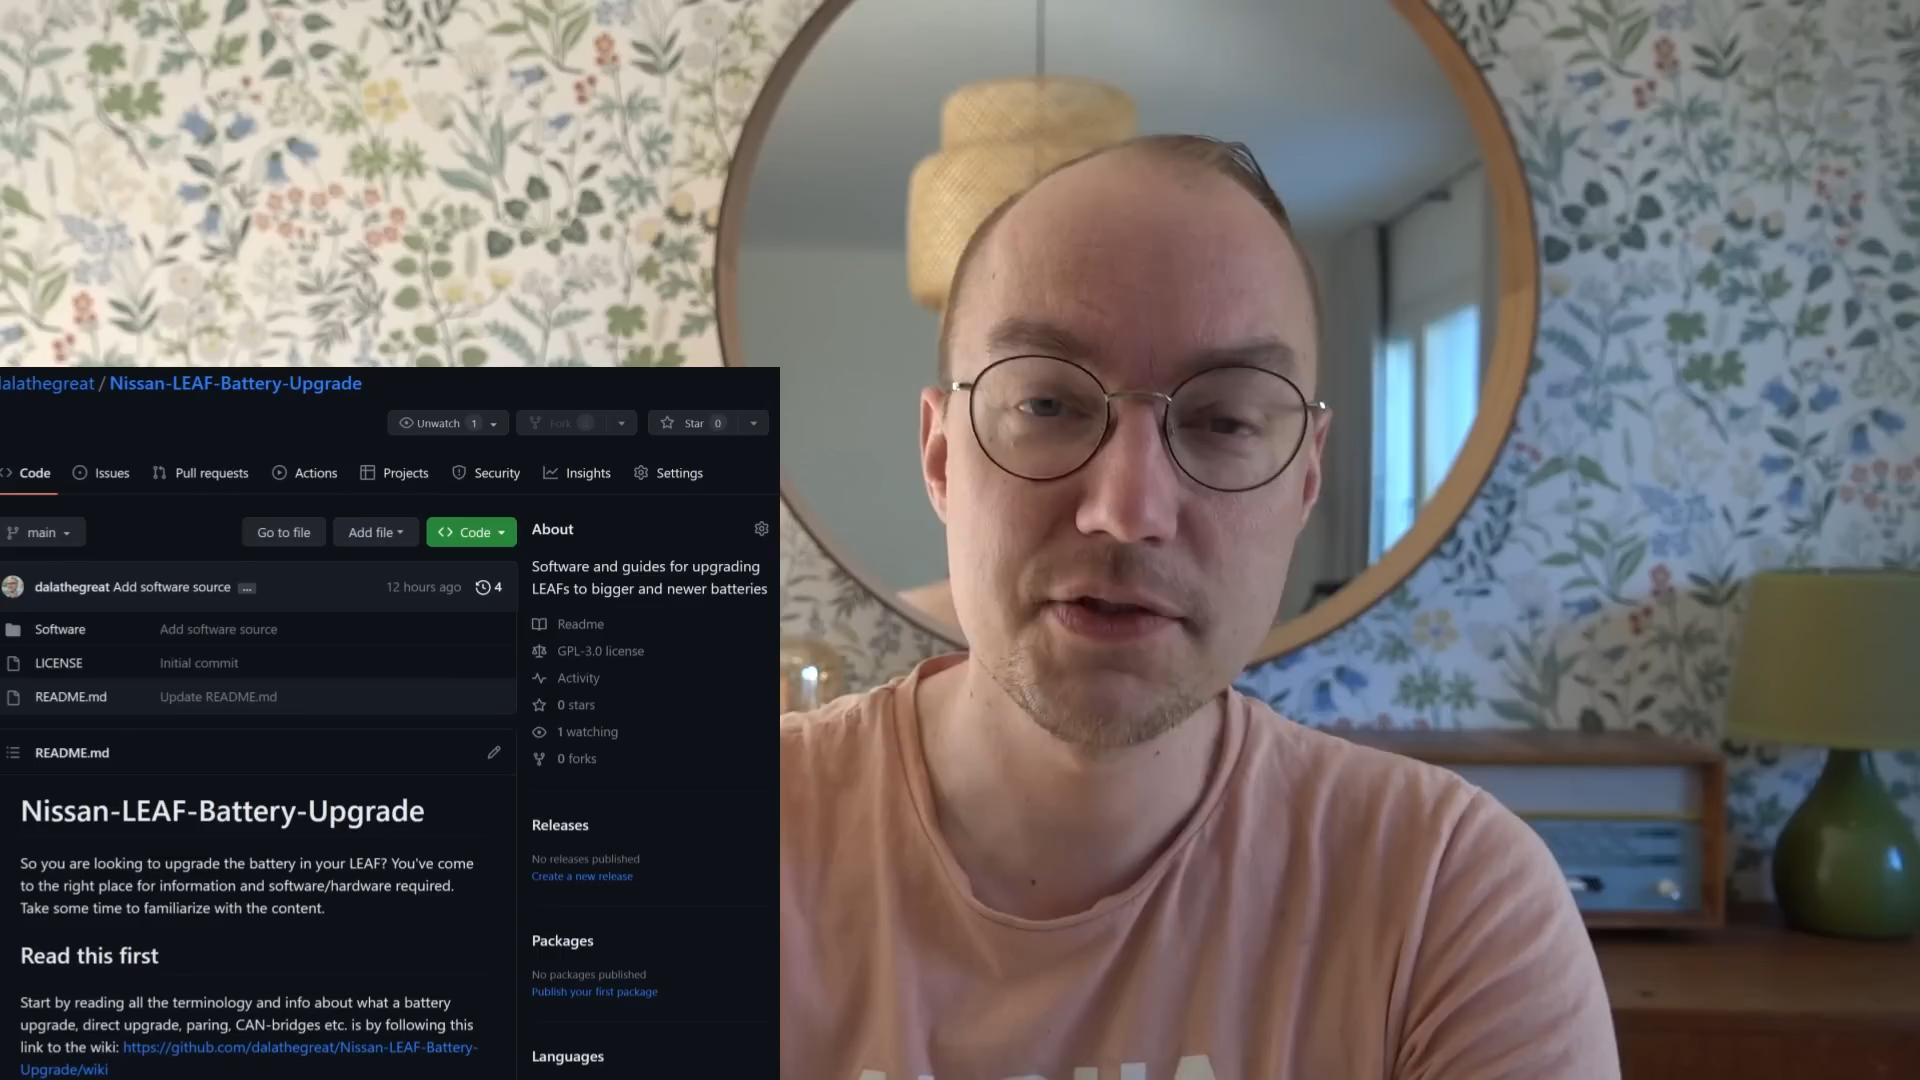 dalathegreat / Nissan-LEAF-Battery-Upgrade
Unwatch 1
Fork
Star 0
Code
Issues
Pull requests
Actions
Projects
Security
Insights
Settings
main
Go to file
Add file
Code
dalathegreat Add software source ...
12 hours ago
4
Software Add software source
LICENSE Initial commit
README.md Update README.md
README.md
Nissan-LEAF-Battery-Upgrade
So you are looking to upgrade the battery in your LEAF? You've come
to the right place for information and software/hardware required.
Take some time to familiarize with the content.
Read this first
Start by reading all the terminology and info about what a battery
upgrade, direct upgrade, paring, CAN-bridges etc. is by following this
link to the wiki: https://github.com/dalathegreat/Nissan-LEAF-Battery-
Upgrade/wiki
About
Software and guides for upgrading
LEAFs to bigger and newer batteries
Readme
GPL-3.0 license
Activity
0 stars
1 watching
0 forks
Releases
No releases published
Create a new release
Packages
No packages published
Publish your first package
Languages